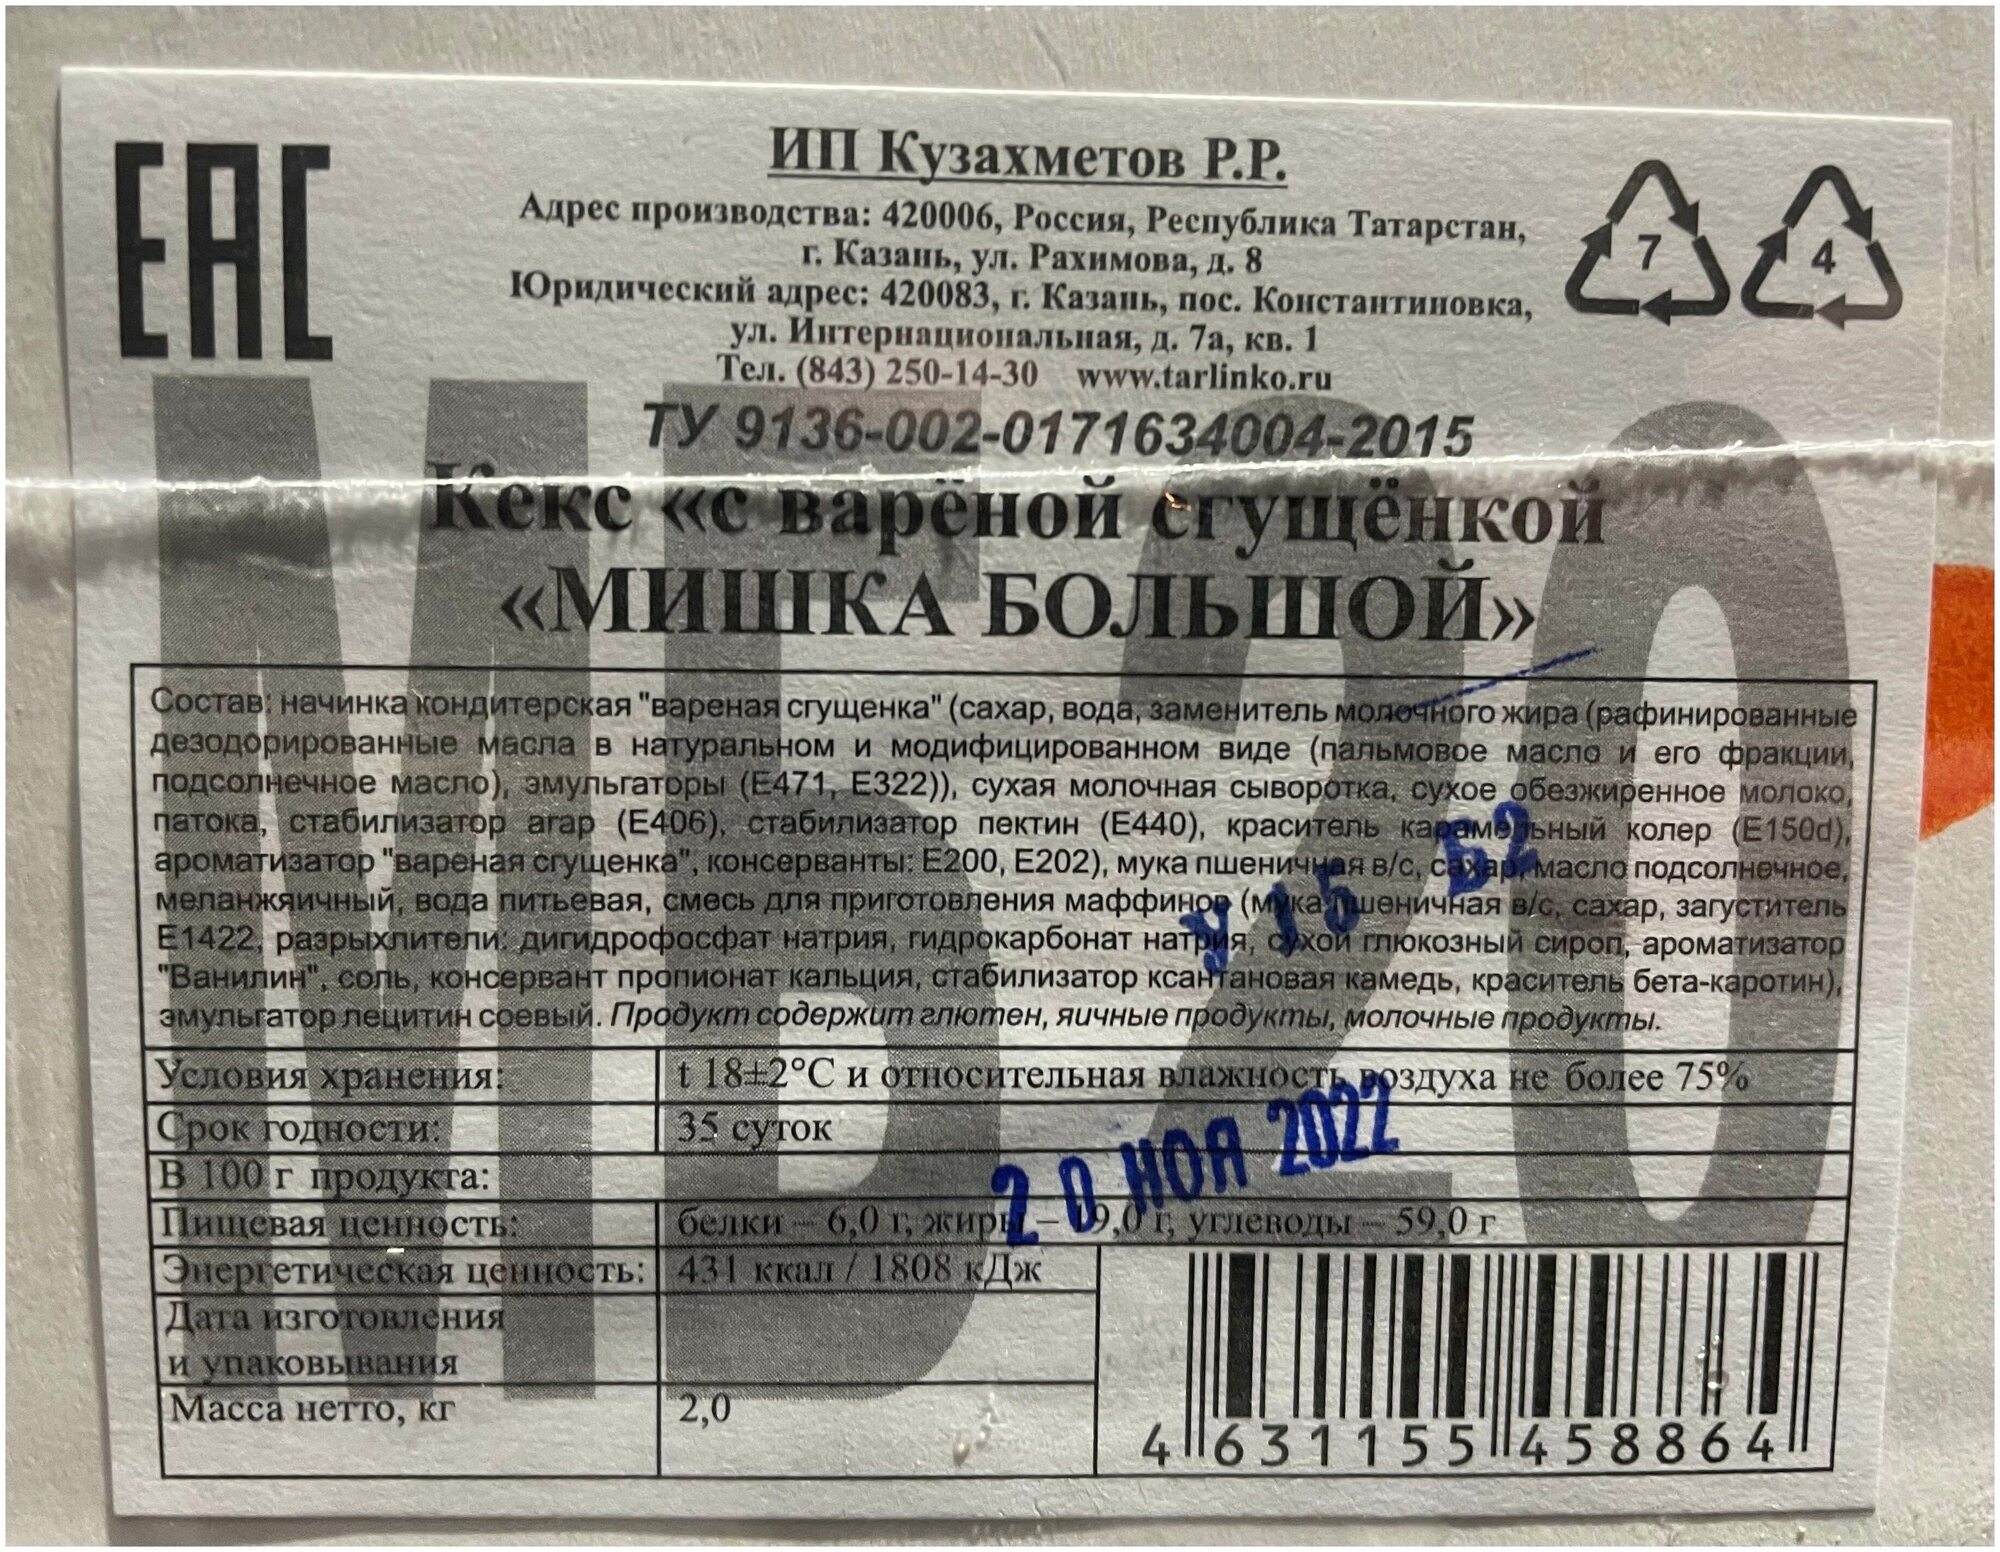 ЕАС
ИП Кузахметов Р.Р.
Адрес производства: 420006, Россия, Республика Татарстан,
г. Казань, ул. Рахимова, д. 8
Юридический адрес: 420083, г. Казань, пос. Константиновка,
ул. Интернациональная, д. 7а, кв. 1
Тел. (843) 250-14-30 www.tarlinko.ru
7 4
ТУ 9136-002-0171634004-2015
МБ20
Кекс «с варёной сгущёнкой
«МИШКА БОЛЬШОЙ»
Состав: начинка кондитерская "вареная сгущенка" (сахар, вода, заменитель молочного жира (рафинированные
дезодорированные масла в натуральном и модифицированном виде (пальмовое масло и его фракции,
подсолнечное масло), эмульгаторы (Е471, Е322)), сухая молочная сыворотка, сухое обезжиренное молоко,
патока, стабилизатор агар (Е406), стабилизатор пектин (Е440), краситель карамельный колер (Е150d),
ароматизатор "вареная сгущенка", консерванты: Е200, Е202), мука пшеничная в/с, сахар, масло подсолнечное,
меланжяичный, вода питьевая, смесь для приготовления маффинов (мука пшеничная в/с, сахар, загуститель
Е1422, разрыхлители: дигидрофосфат натрия, гидрокарбонат натрия, сухой глюкозный сироп, ароматизатор
"Ванилин", соль, консервант пропионат кальция, стабилизатор ксантановая камедь, краситель бета-каротин),
эмульгатор лецитин соевый. Продукт содержит глютен, яичные продукты, молочные продукты.
Условия хранения: t 18±2°С и относительная влажность воздуха не более 75%
Срок годности: 35 суток
20 НОЯ 2022
В 100 г продукта:
Пищевая ценность: белки – 6,0 г, жиры – 19,0 г, углеводы – 59,0 г
Энергетическая ценность: 431 ккал / 1808 кДж
Дата изготовления
и упаковывания
Масса нетто, кг 2,0
4 631155 458864